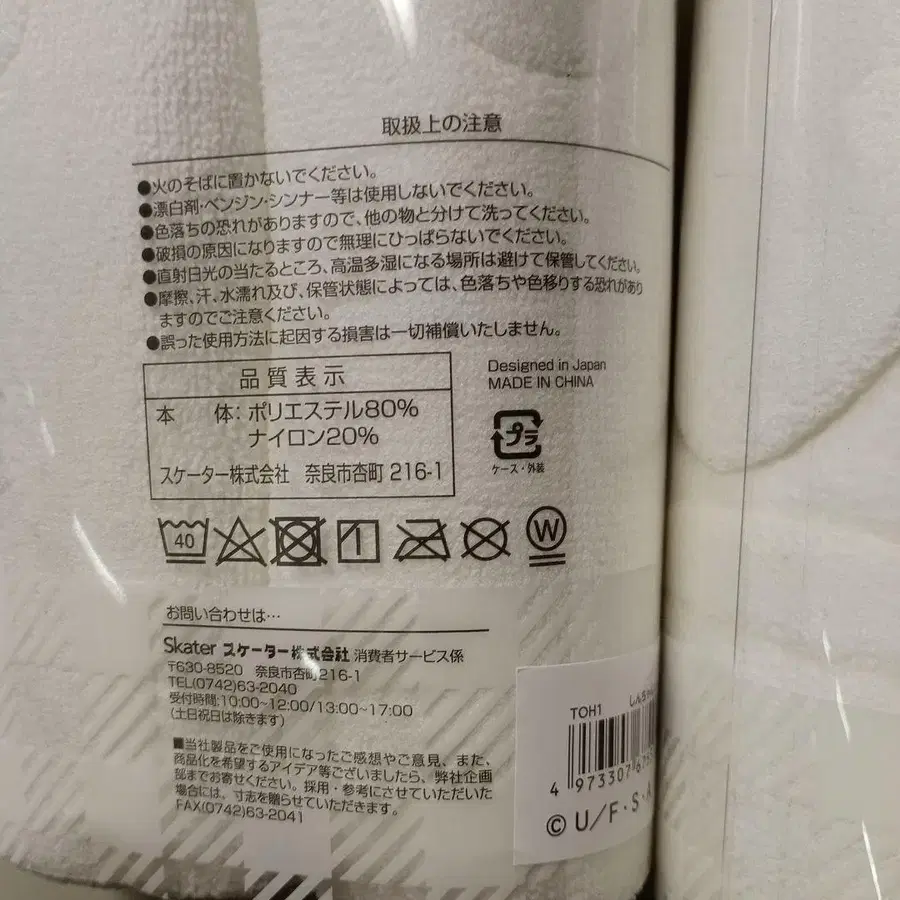 取扱上の注意
●火のそばに置かないでください。
●漂白剤・ベンジン・シンナー等は使用しないでください。
●色落ちの恐れがありますので、他の物と分けて洗ってください。
●破損の原因になりますので無理にひっぱらないでください。
●直射日光の当たるところ、高温多湿になる場所は避けて保管してください。
●摩擦、汗、水濡れ及び、保管状態によっては、色落ちや色移りする恐れがあり
ますのでご注意ください。
●誤った使用方法に起因する損害は一切補償いたしません。
品質表示
本 体：ポリエステル80%
ナイロン20%
スケーター株式会社 奈良市杏町 216-1
Designed in Japan
MADE IN CHINA
プラ
ケース・外装
40
W
お問い合わせは…
Skater スケーター株式会社 消費者サービス係
〒630-8520 奈良市杏町216-1
TEL(0742)63-2040
受付時間:10:00~12:00/13:00~17:00
(土日祝日は除きます)
■当社製品をご使用になったご感想やご意見、また、
商品化を希望するアイデア等ございましたら、弊社企画
部までお寄せください。採用・参考にさせていただいた
場合には、寸志を贈らせていただきます。
FAX(0742)63-2041
TOH1 しんちゃ
4 973307 67
© U/F・S・A